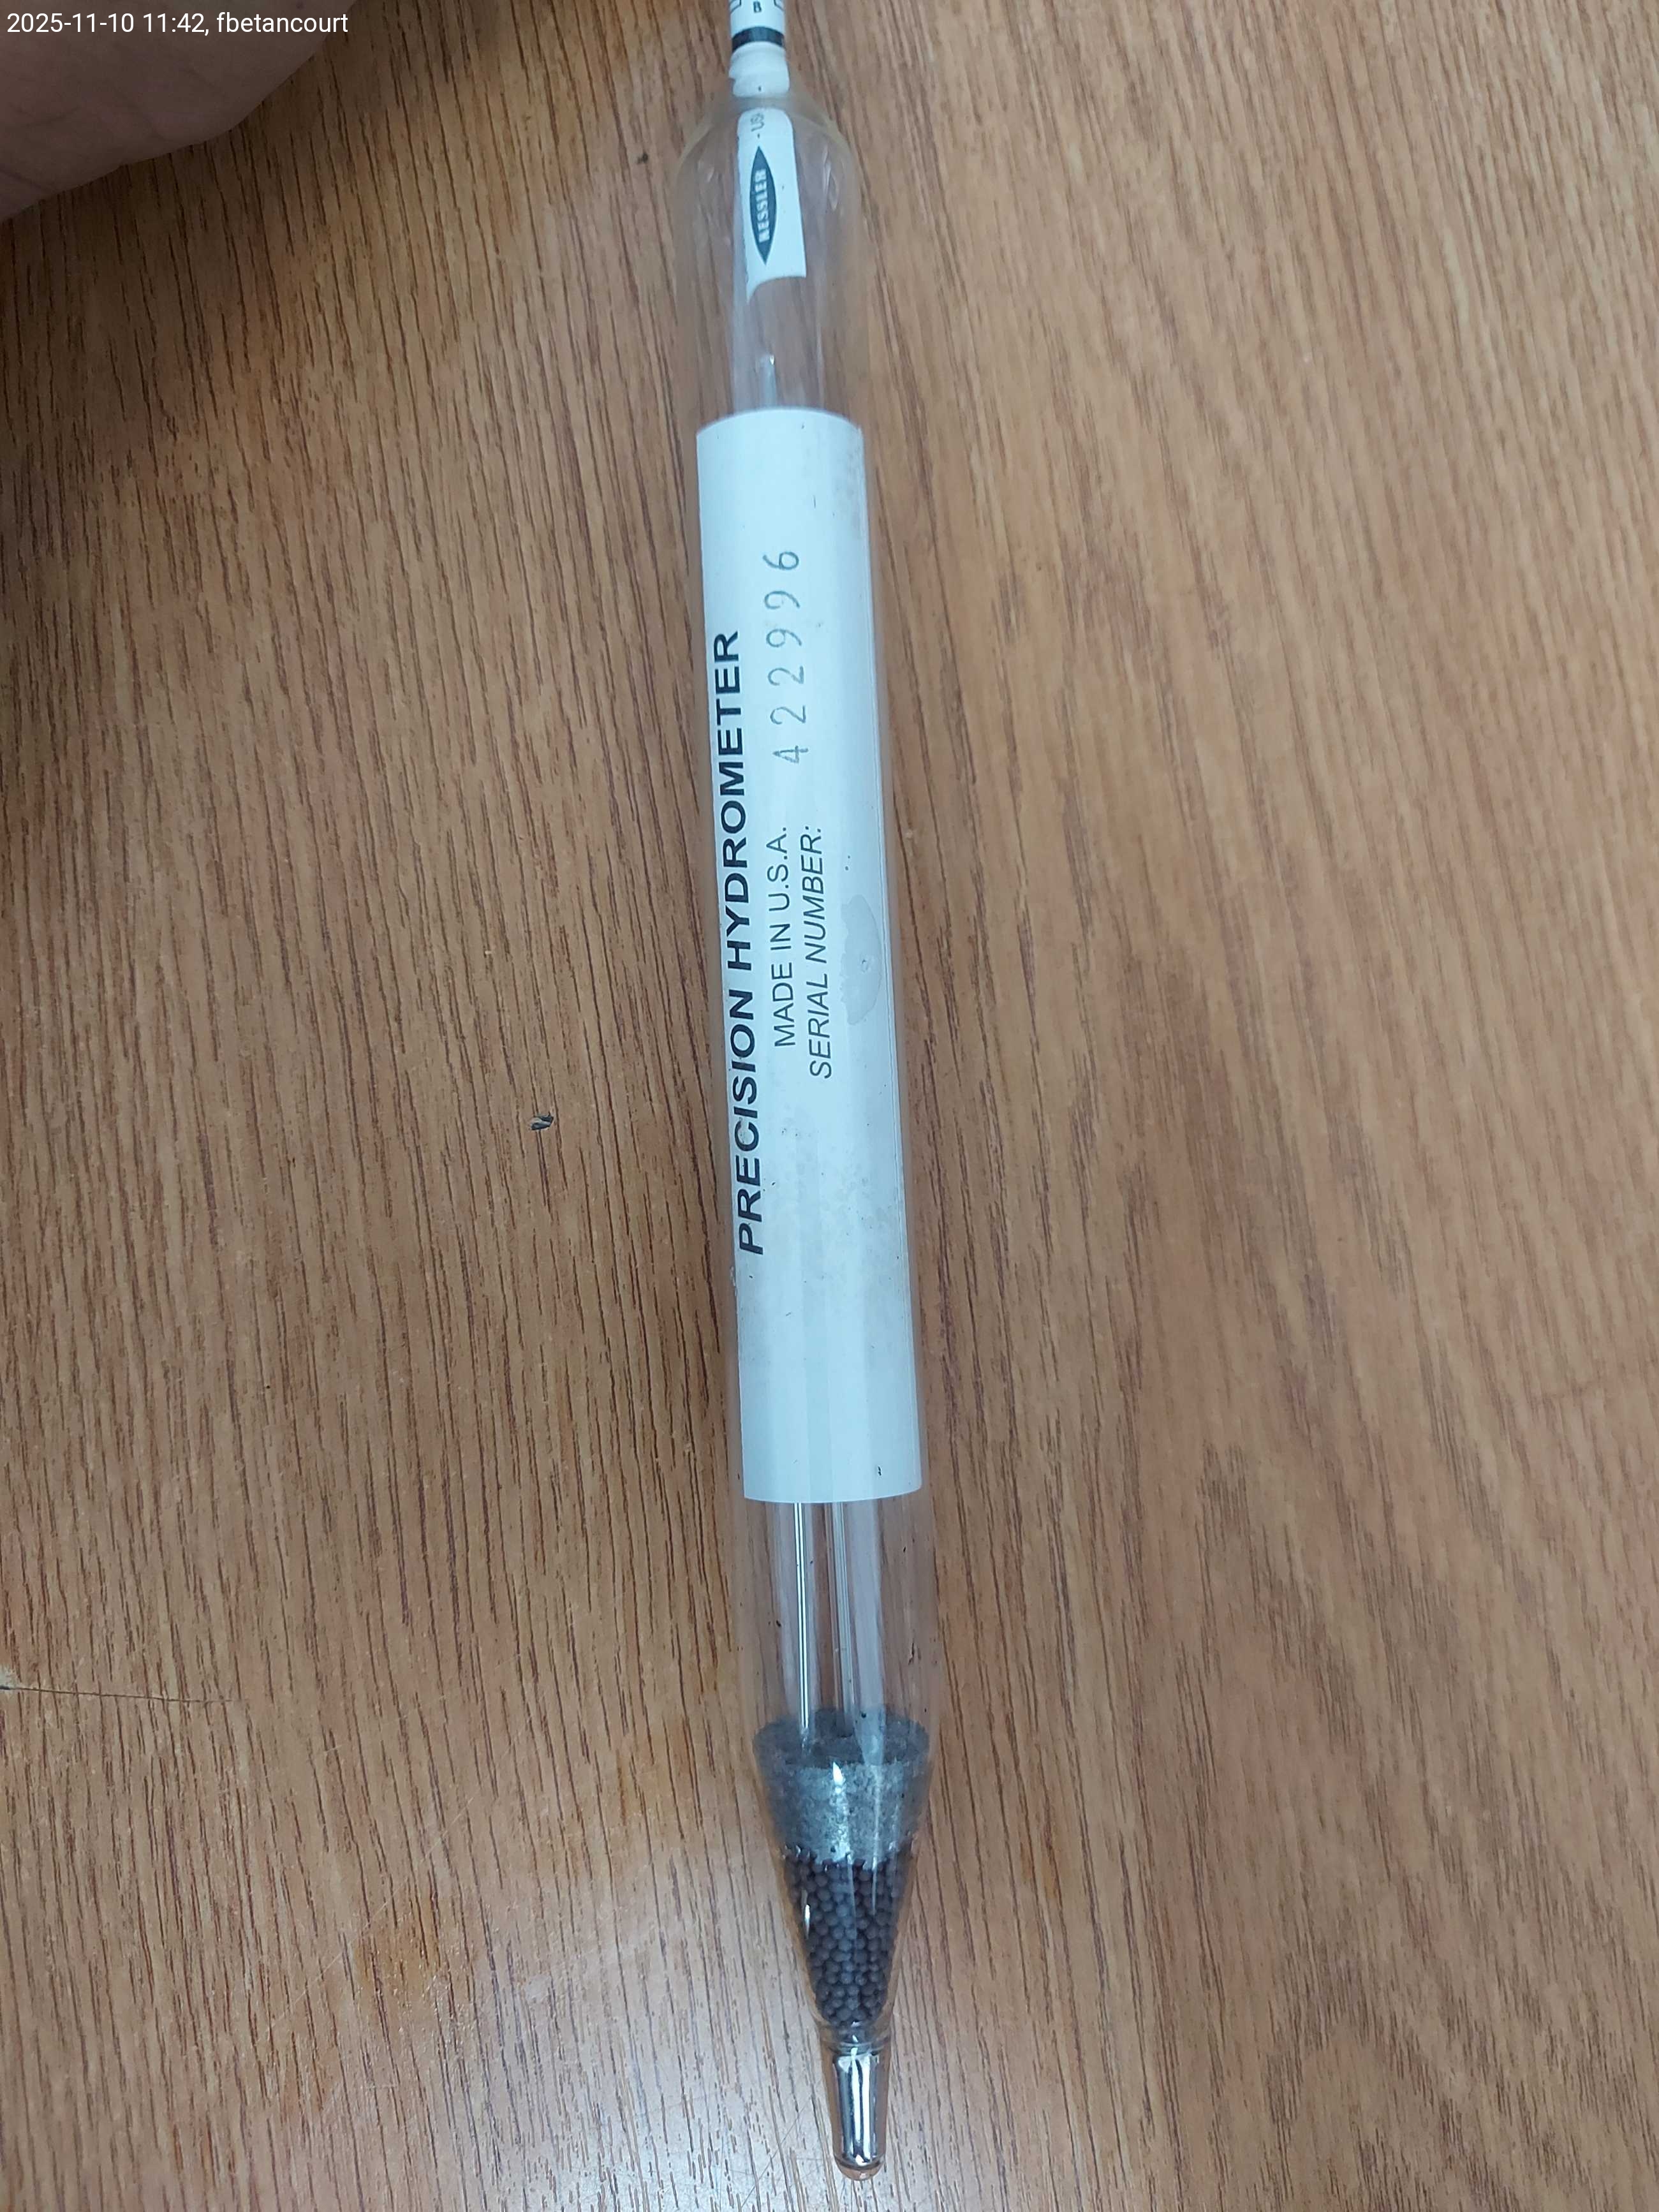 2025-11-10 11:42, fbetancourt
KESSLER
PRECISION HYDROMETER
MADE IN U.S.A.
SERIAL NUMBER: 422996